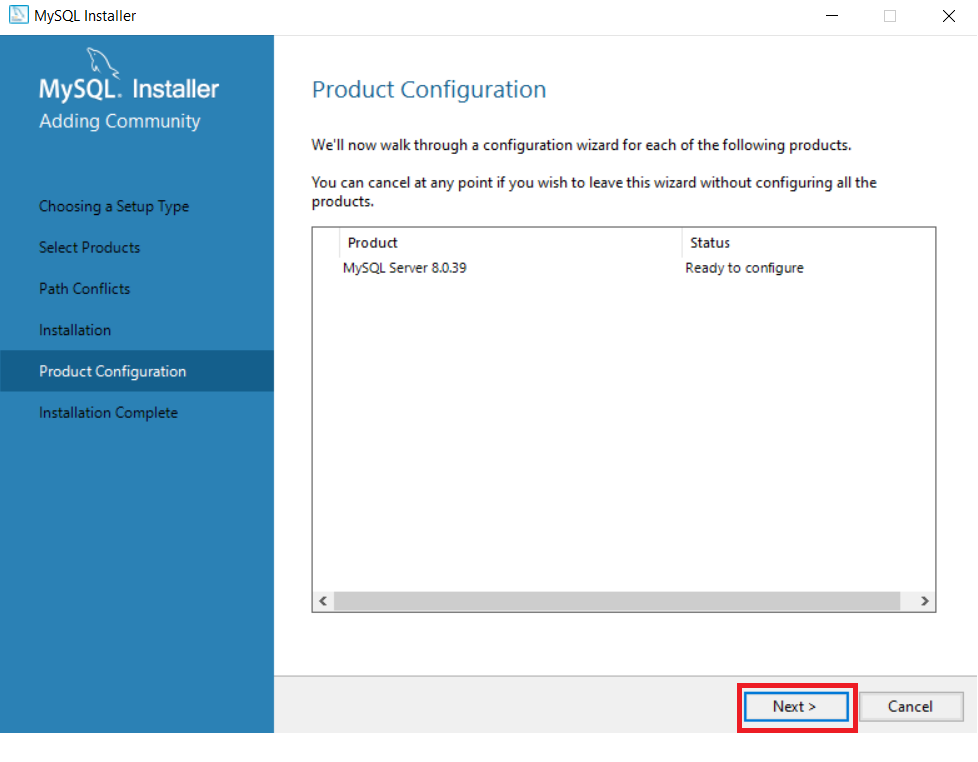 MySQL Installer
MySQL. Installer
Adding Community
Choosing a Setup Type
Select Products
Path Conflicts
Installation
Product Configuration
Installation Complete
Product Configuration
We'll now walk through a configuration wizard for each of the following products.
You can cancel at any point if you wish to leave this wizard without configuring all the
products.
Product Status
MySQL Server 8.0.39 Ready to configure
Next > Cancel